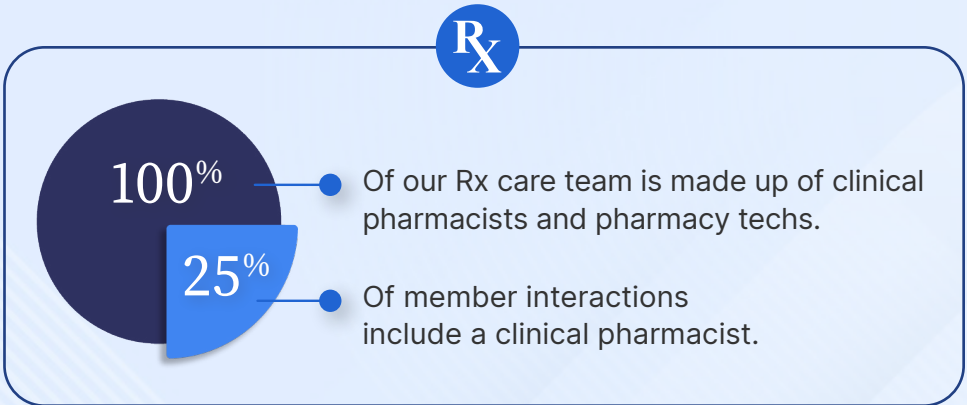 Rx
100%
Of our Rx care team is made up of clinical
pharmacists and pharmacy techs.
25%
Of member interactions
include a clinical pharmacist.